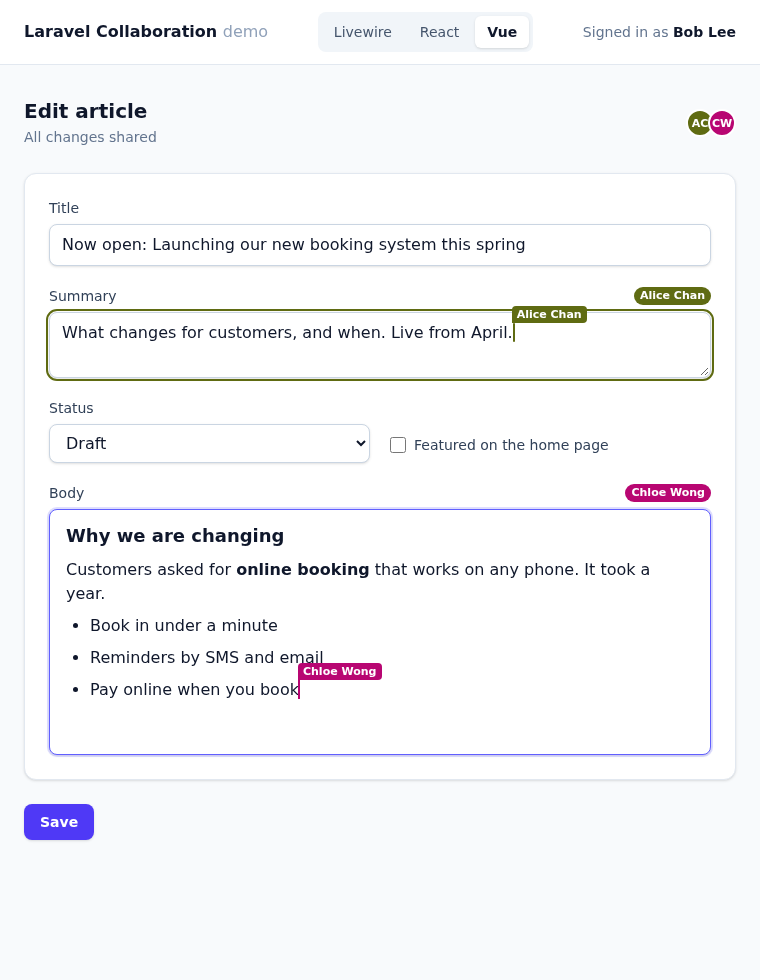 Laravel Collaboration demo
Livewire React Vue
Signed in as Bob Lee
Edit article
All changes shared
AC CW
Title
Now open: Launching our new booking system this spring
Summary
Alice Chan
Alice Chan
What changes for customers, and when. Live from April.
Status
Draft
Featured on the home page
Body
Chloe Wong
Why we are changing
Customers asked for online booking that works on any phone. It took a
year.
• Book in under a minute
• Reminders by SMS and email
Chloe Wong
• Pay online when you book
Save